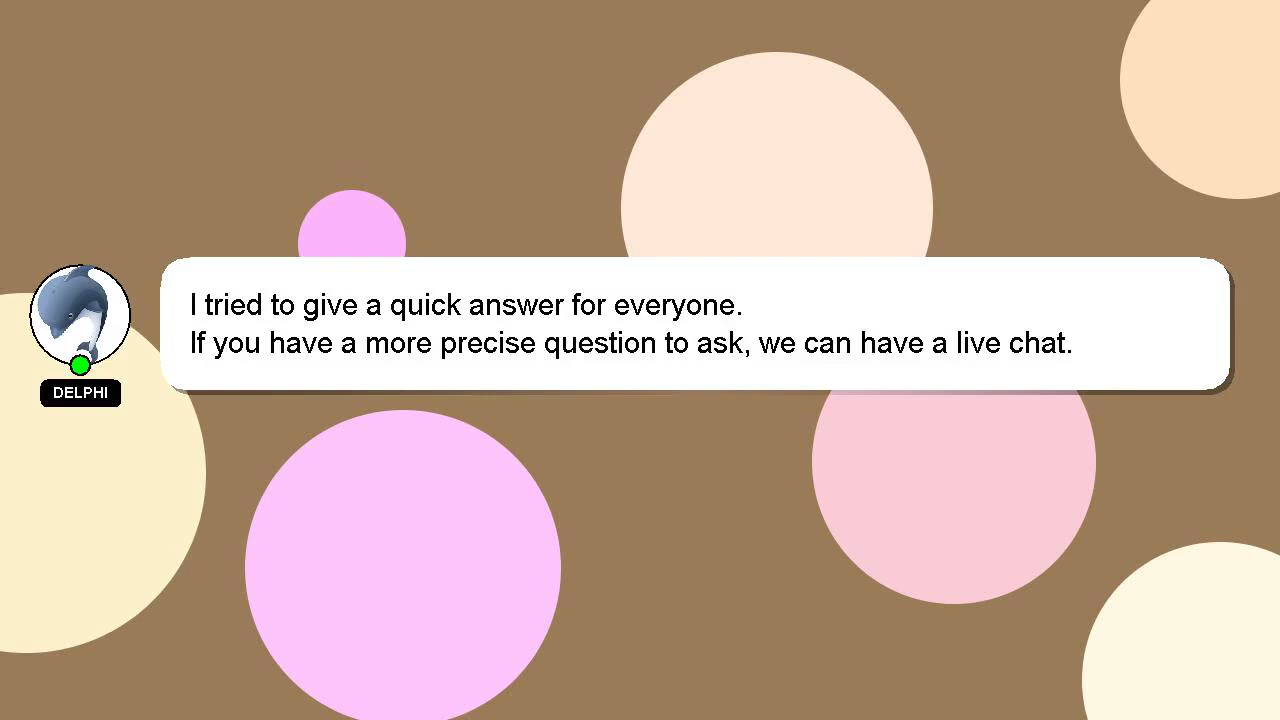 I tried to give a quick answer for everyone.
If you have a more precise question to ask, we can have a live chat.
DELPHI